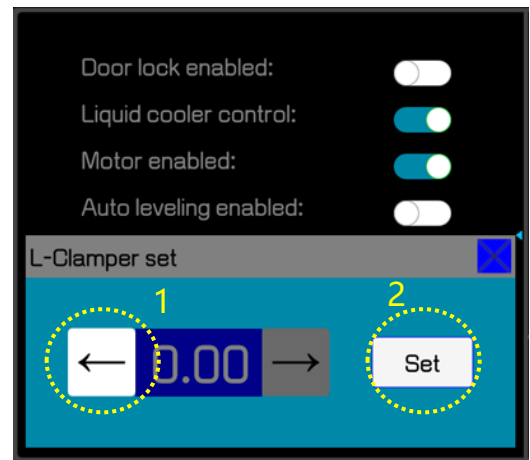 Door lock enabled:
Liquid cooler control:
Motor enabled:
Auto leveling enabled:
L-Clamper set
1
2
← 0.00 → Set